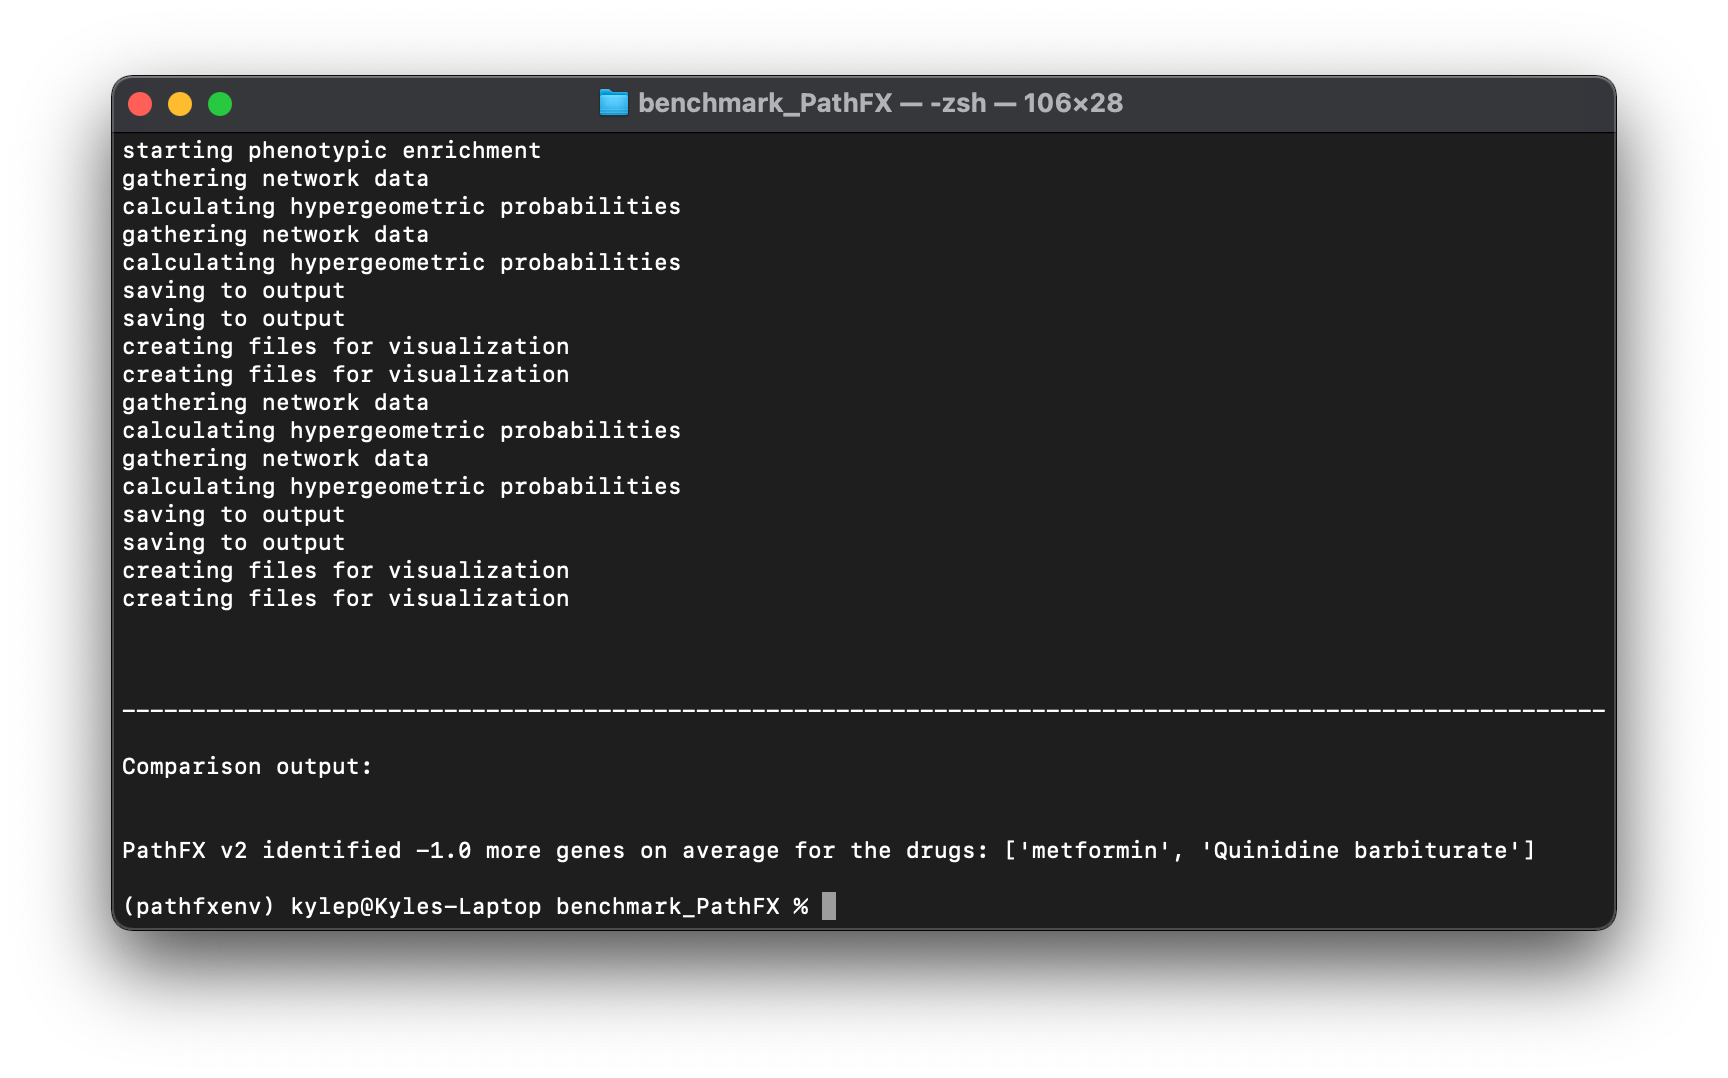 benchmark_PathFX — -zsh — 106×28
starting phenotypic enrichment
gathering network data
calculating hypergeometric probabilities
gathering network data
calculating hypergeometric probabilities
saving to output
saving to output
creating files for visualization
creating files for visualization
gathering network data
calculating hypergeometric probabilities
gathering network data
calculating hypergeometric probabilities
saving to output
saving to output
creating files for visualization
creating files for visualization
__________________________________________________________________________________________________________
Comparison output:
PathFX v2 identified -1.0 more genes on average for the drugs: ['metformin', 'Quinidine barbiturate']
(pathfxenv) kylep@Kyles-Laptop benchmark_PathFX %